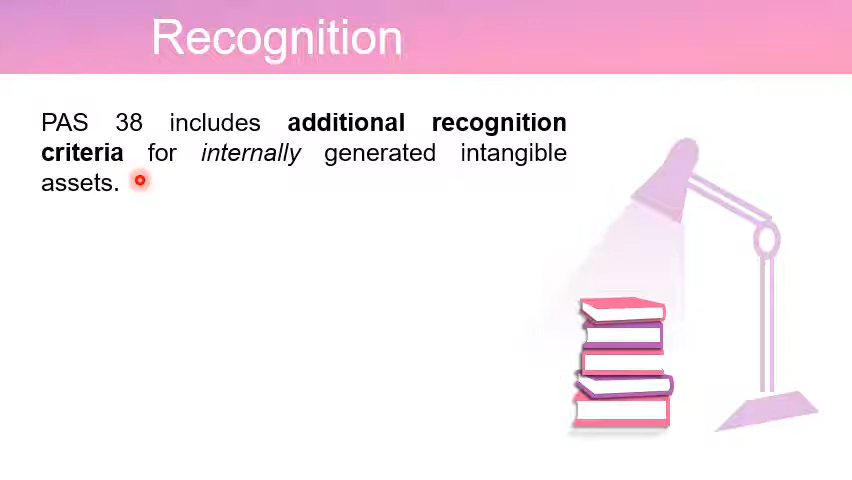 Recognition
PAS 38 includes additional recognition
criteria for internally generated intangible
assets.